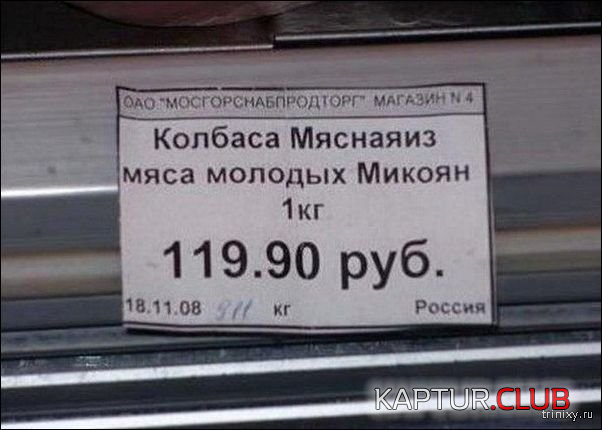 ОАО "МОСГОРСНАБПРОДТОРГ" МАГАЗИН N 4
Колбаса Мяснаяиз
мяса молодых Микоян
1кг
119.90 руб.
18.11.08 911 кг Россия
KAPTUR.CLUB
trinixy.ru